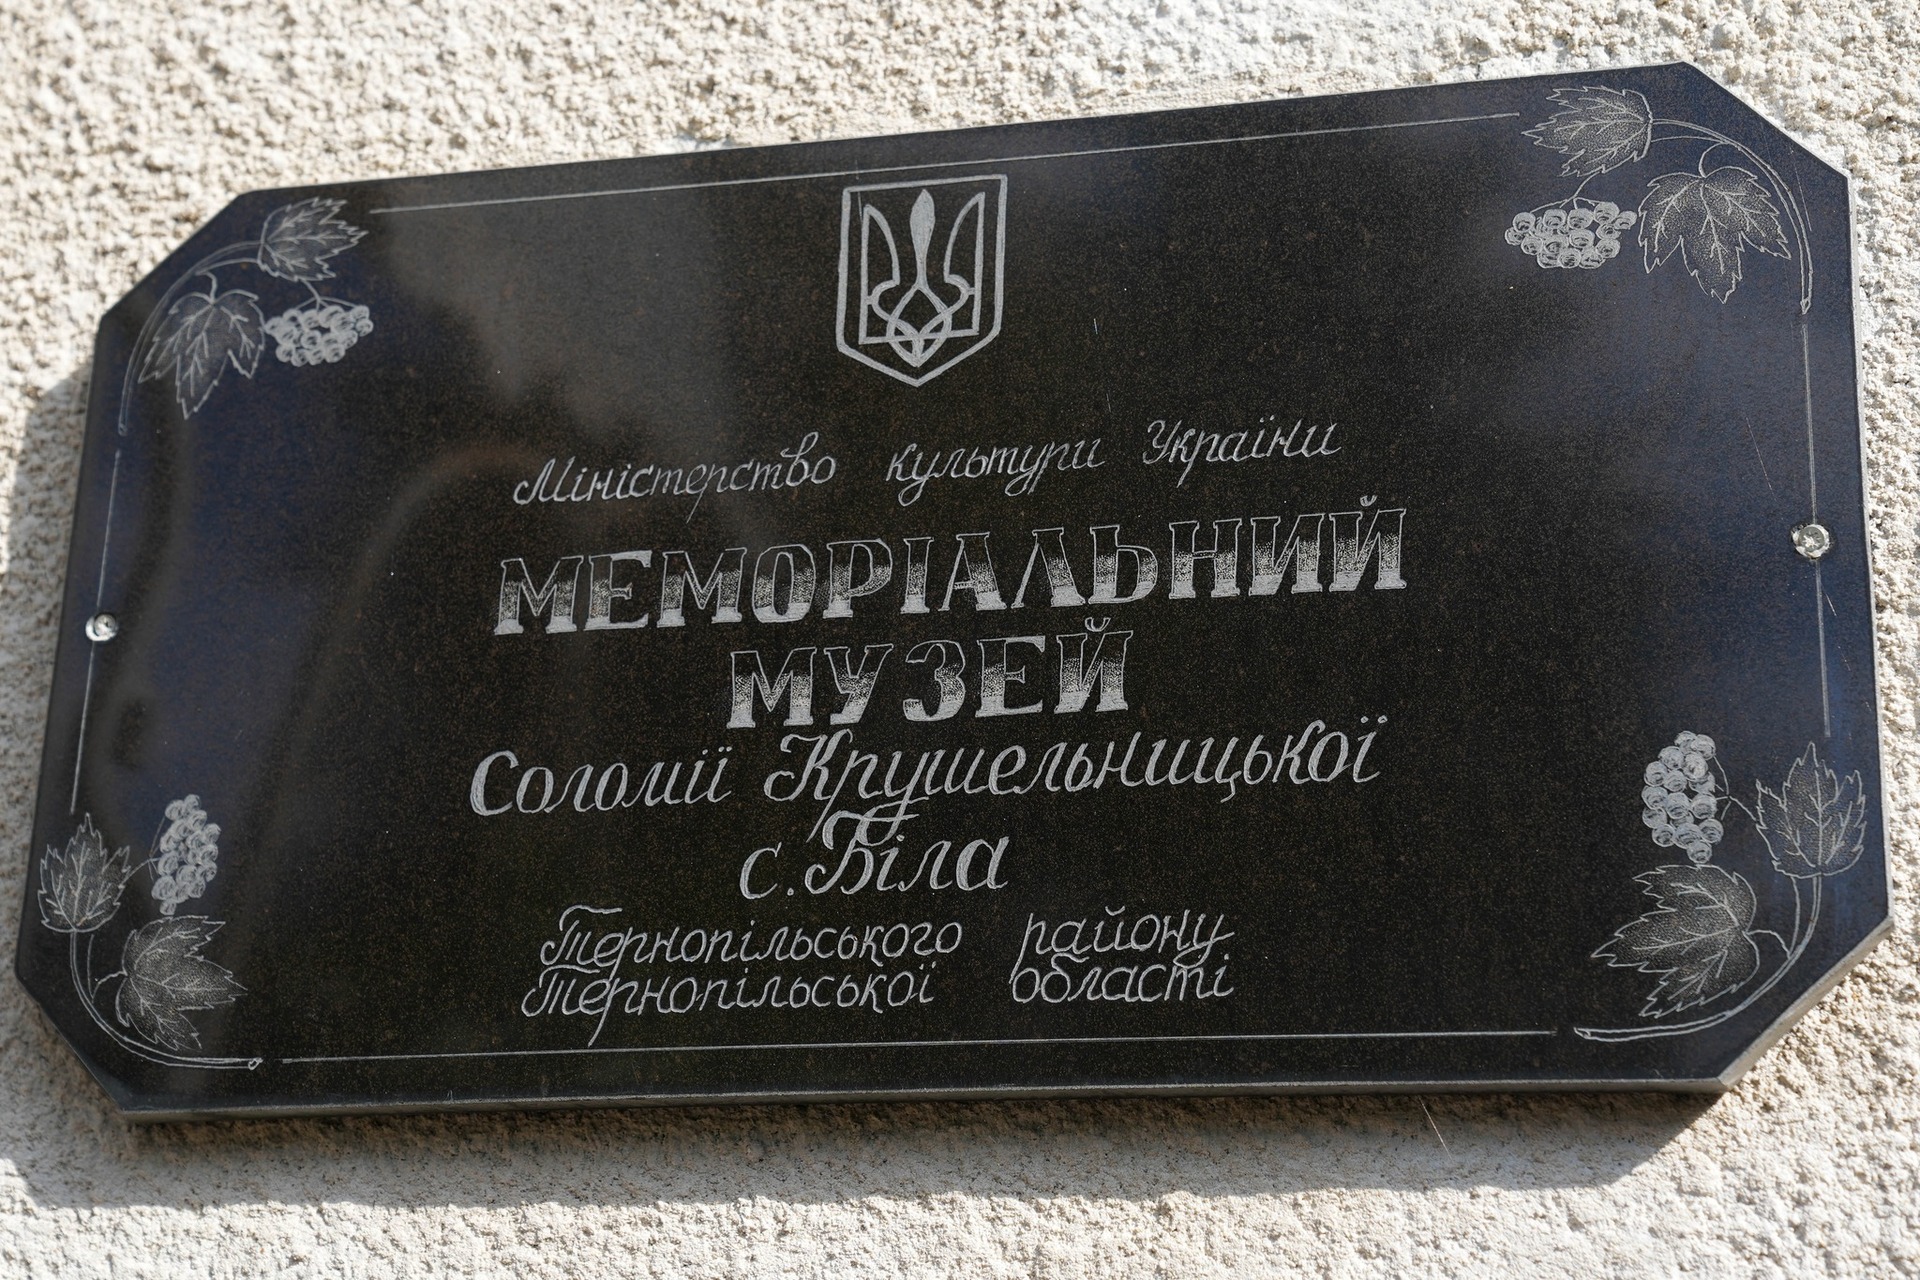 Міністерство культури України
МЕМОРІАЛЬНИЙ
МУЗЕЙ
Соломії Крушельницької
с. Біла
Тернопільського району
Тернопільської області